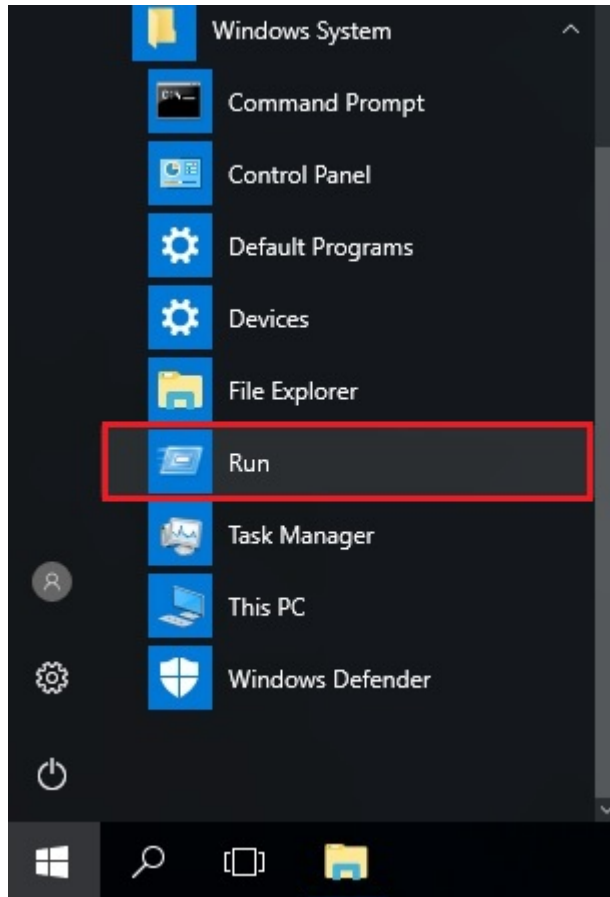 Windows System
Command Prompt
Control Panel
Default Programs
Devices
File Explorer
Run
Task Manager
This PC
Windows Defender